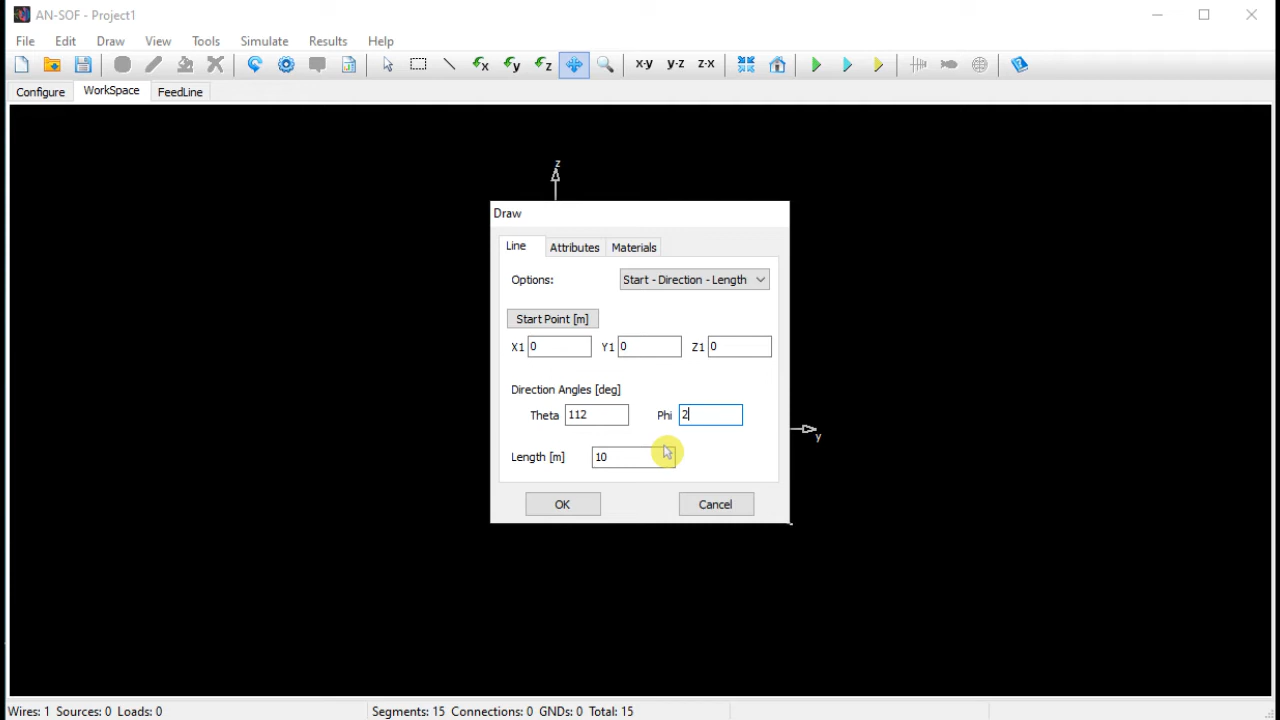 AN-SOF - Project1
File Edit Draw View Tools Simulate Results Help
x y z x-y y-z z-x
Configure WorkSpace FeedLine
z
Draw
Line Attributes Materials
Options: Start - Direction - Length
Start Point [m]
X1 0 Y1 0 Z1 0
Direction Angles [deg]
Theta 112 Phi 2
y
Length [m] 10
OK Cancel
Wires: 1 Sources: 0 Loads: 0 Segments: 15 Connections: 0 GNDs: 0 Total: 15